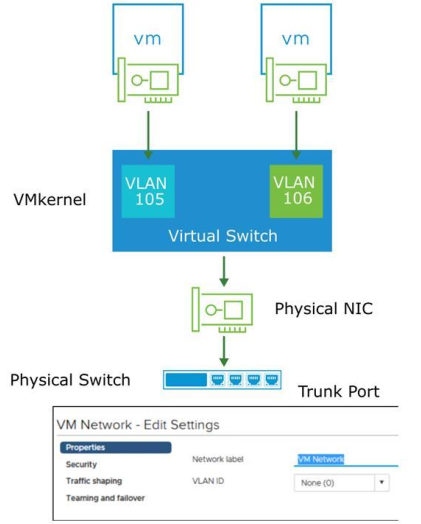 vm
vm
VMkernel
VLAN
105
VLAN
106
Virtual Switch
Physical NIC
Physical Switch
Trunk Port
VM Network - Edit Settings
Properties
Security
Network label
VM Network
Traffic shaping
VLAN ID
None (0)
Teaming and failover